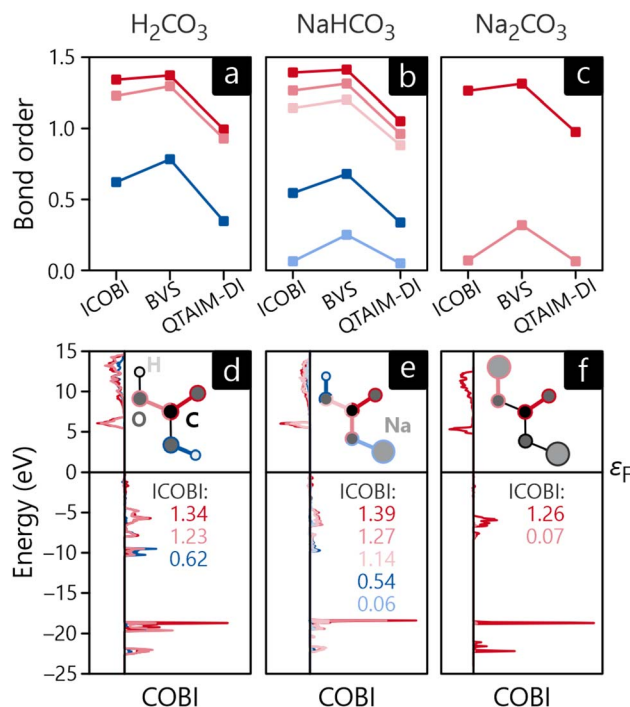 H₂CO₃ NaHCO₃ Na₂CO₃
Bond order
1.5
1.0
0.5
0.0
a
b
c
ICOBI BVS QTAIM-DI
ICOBI BVS QTAIM-DI
ICOBI BVS QTAIM-DI
Energy (eV)
15
10
5
0
−5
−10
−15
−20
−25
d
H
O
C
ICOBI:
1.34
1.23
0.62
e
Na
ICOBI:
1.39
1.27
1.14
0.54
0.06
f
ICOBI:
1.26
0.07
εF
COBI COBI COBI